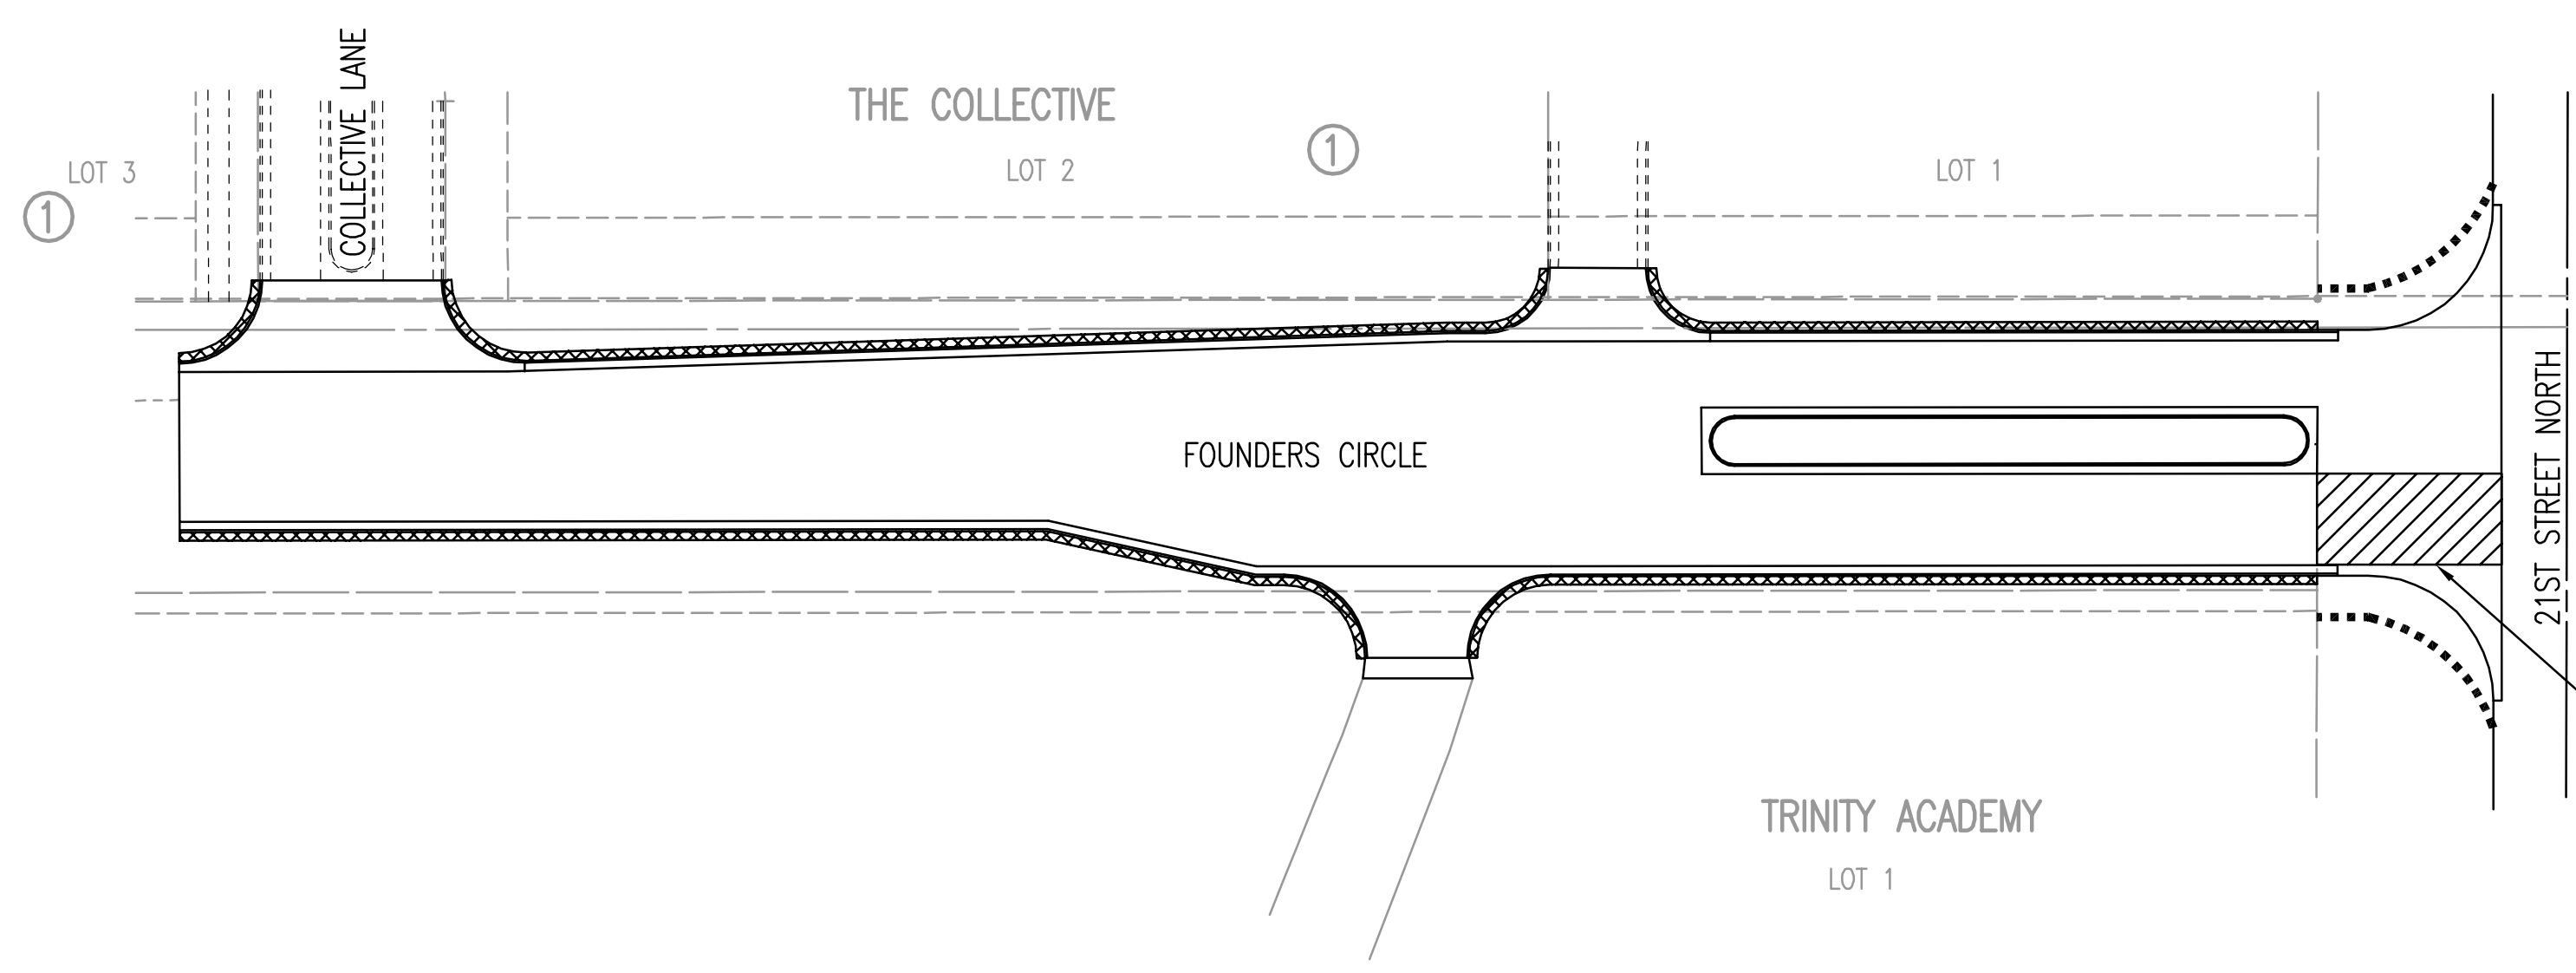 COLLECTIVE LANE
THE COLLECTIVE
1
LOT 3
LOT 2
LOT 1
1
FOUNDERS CIRCLE
21ST STREET NORTH
TRINITY ACADEMY
LOT 1